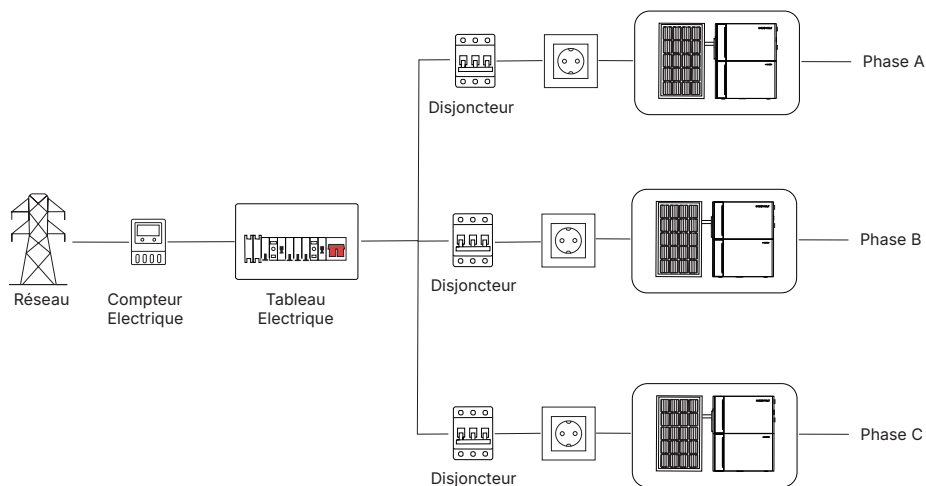 Phase A
Disjoncteur
Réseau
Compteur
Electrique
Tableau
Electrique
Disjoncteur
Phase B
Disjoncteur
Phase C